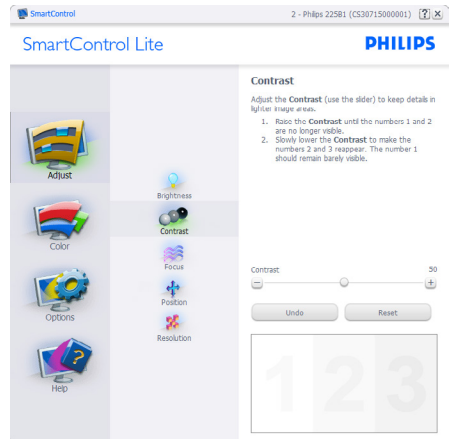 SmartControl
2 - Philips 225B1 (CS30715000001)
?
SmartControl Lite
PHILIPS
Adjust
Color
Options
Help
Brightness
Contrast
Focus
Position
Resolution
Contrast
Adjust the Contrast (use the slider) to keep details in
lighter image areas.
1. Raise the Contrast until the numbers 1 and 2
are no longer visible.
2. Slowly lower the Contrast to make the
numbers 2 and 3 reappear. The number 1
should remain barely visible.
Contrast
50
Undo
Reset
1 2 3